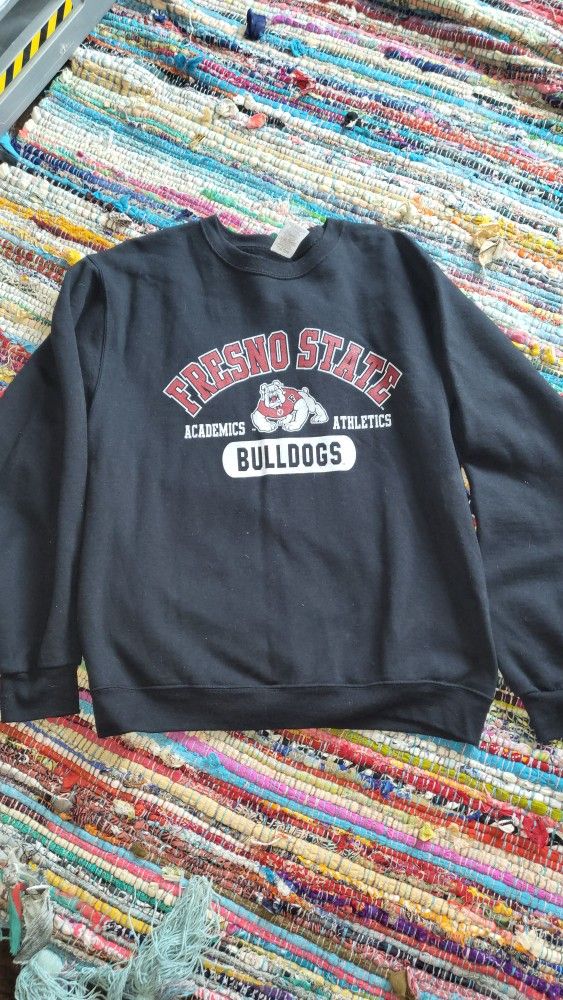 FRESNO STATE
ACADEMICS - ATHLETICS
BULLDOGS